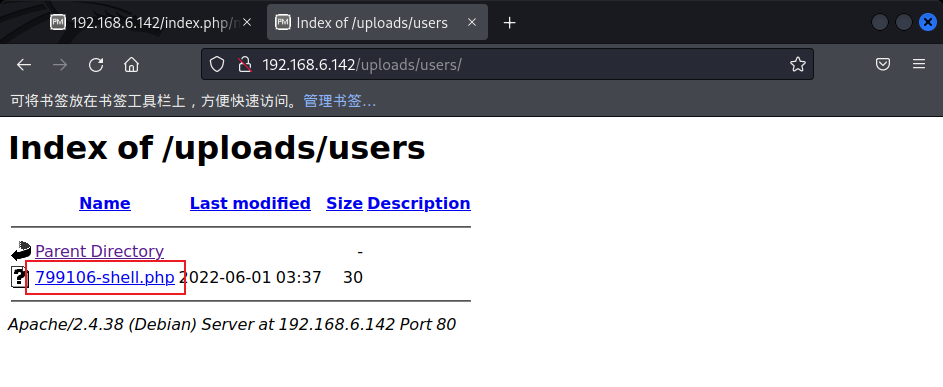 192.168.6.142/index.php/r
Index of /uploads/users
192.168.6.142/uploads/users/
可将书签放在书签工具栏上，方便快速访问。管理书签…
Index of /uploads/users
Name Last modified Size Description
Parent Directory -
799106-shell.php 2022-06-01 03:37 30
Apache/2.4.38 (Debian) Server at 192.168.6.142 Port 80